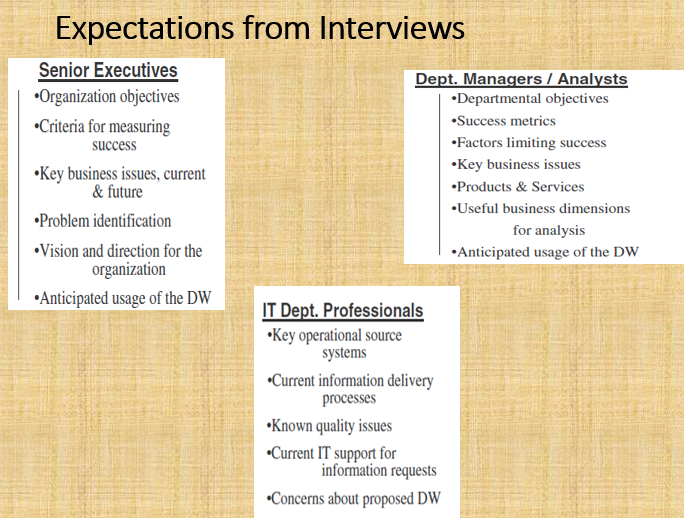 Expectations from Interviews
Senior Executives
•Organization objectives
•Criteria for measuring
success
•Key business issues, current
& future
•Problem identification
•Vision and direction for the
organization
•Anticipated usage of the DW
Dept. Managers / Analysts
•Departmental objectives
•Success metrics
•Factors limiting success
•Key business issues
•Products & Services
•Useful business dimensions
for analysis
•Anticipated usage of the DW
IT Dept. Professionals
•Key operational source
systems
•Current information delivery
processes
•Known quality issues
•Current IT support for
information requests
•Concerns about proposed DW